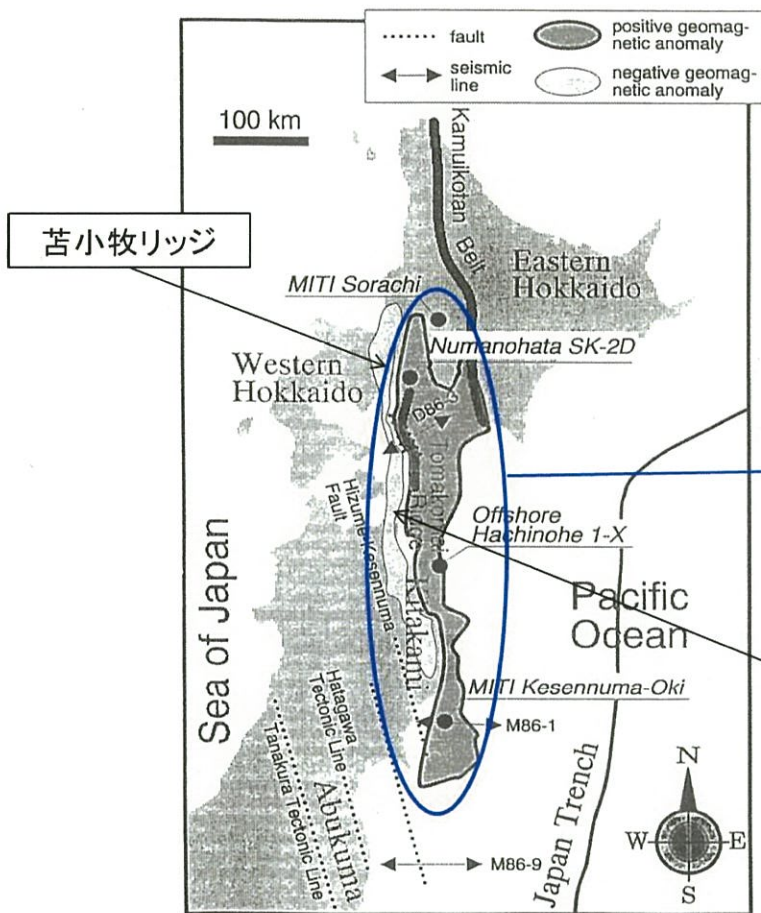 fault
positive geomag-
netic anomaly
seismic
line
negative geomag-
netic anomaly
100 km
Kamuikotan Belt
苫小牧リッジ
Eastern
Hokkaido
MITI Sorachi
Numanohata SK-2D
Western
Hokkaido
Tomakomai
Hizume-Kesennuma
Fault
Offshore
Hachinohe 1-X
Kitakami
Sea of Japan
Pacific
Ocean
MITI Kesennuma-Oki
M86-1
Hatagawa
Tectonic Line
Tanakura Tectonic Line
Abukuma
Japan Trench
M86-9
N
W
E
S